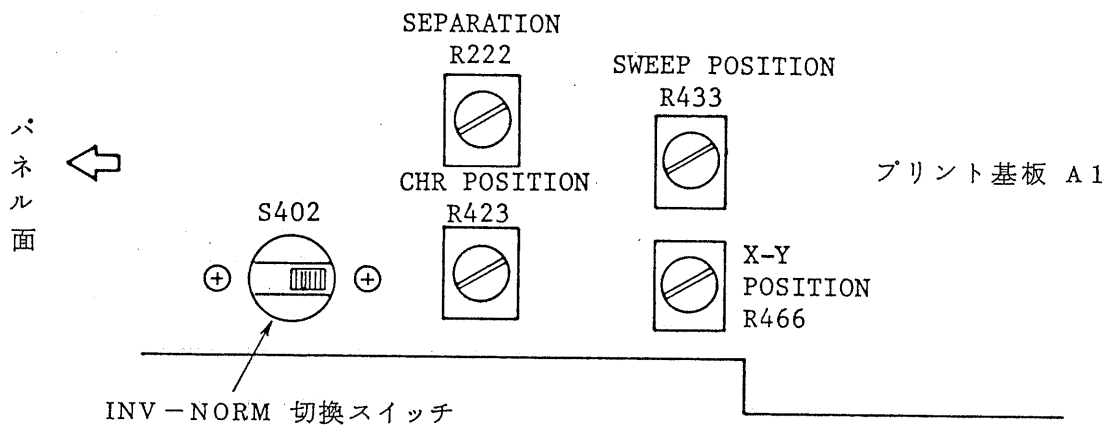 SEPARATION
R222
SWEEP POSITION
R433
パネル面
プリント基板 A1
CHR POSITION
R423
S402
X-Y
POSITION
R466
INV-NORM 切換スイッチ